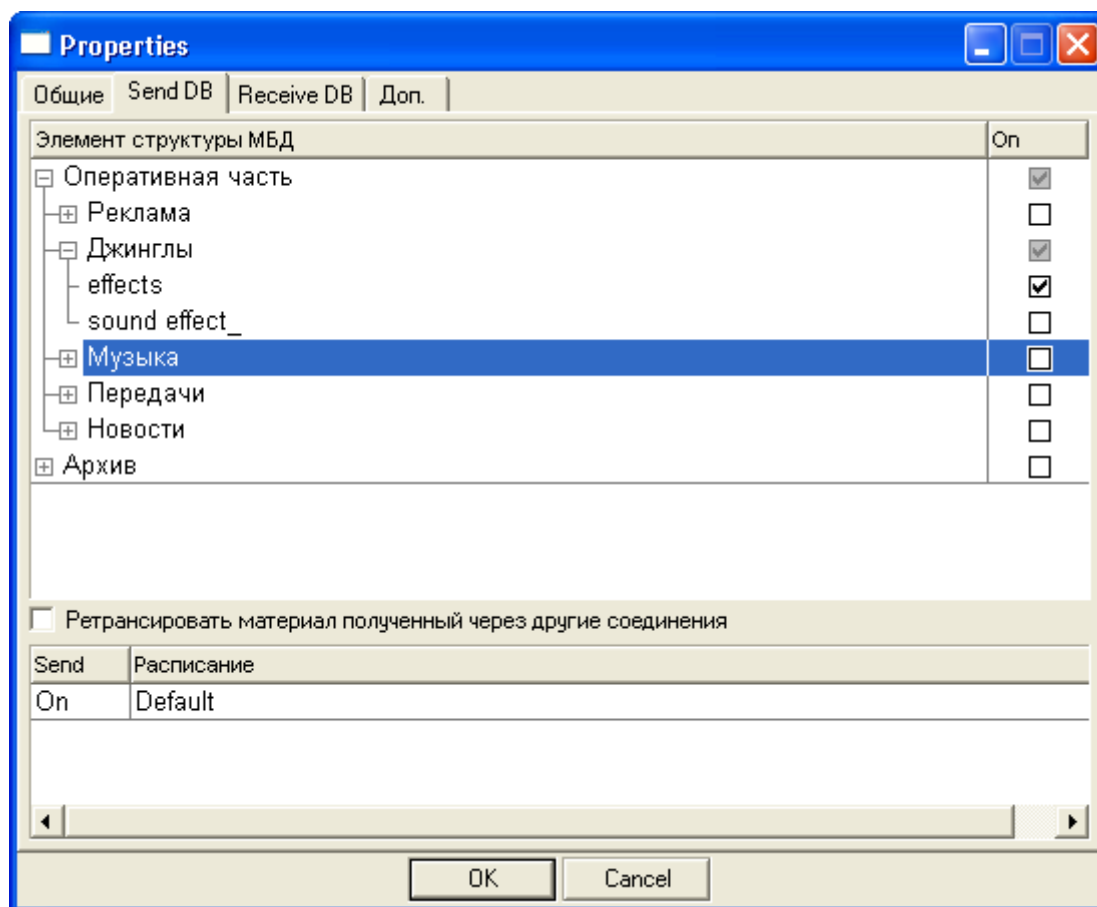 Properties
Общие Send DB Receive DB Доп.
Элемент структуры МБД On
Оперативная часть
Реклама
Джинглы
effects
sound effect_
Музыка
Передачи
Новости
Архив
Ретрансировать материал полученный через другие соединения
Send Расписание
On Default
OK Cancel